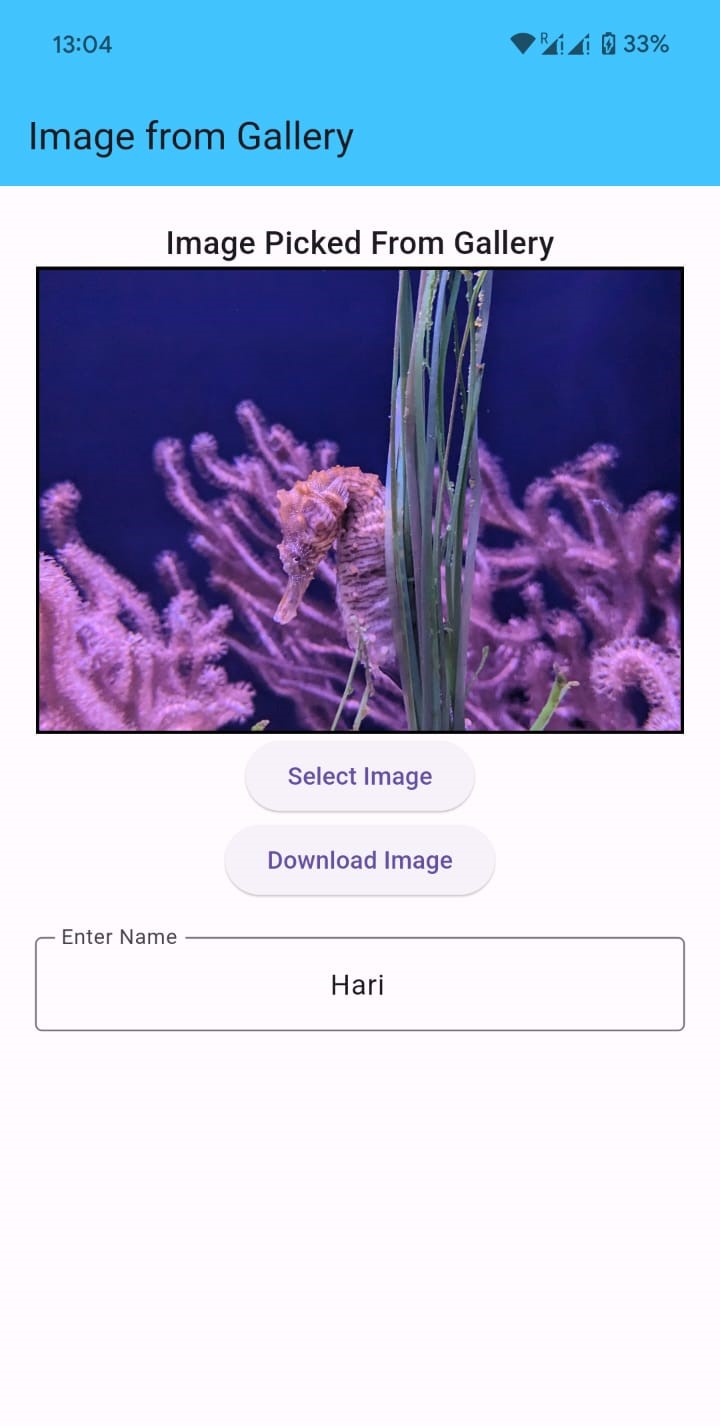 13:04 R 33%
Image from Gallery
Image Picked From Gallery
Select Image
Download Image
Enter Name
Hari